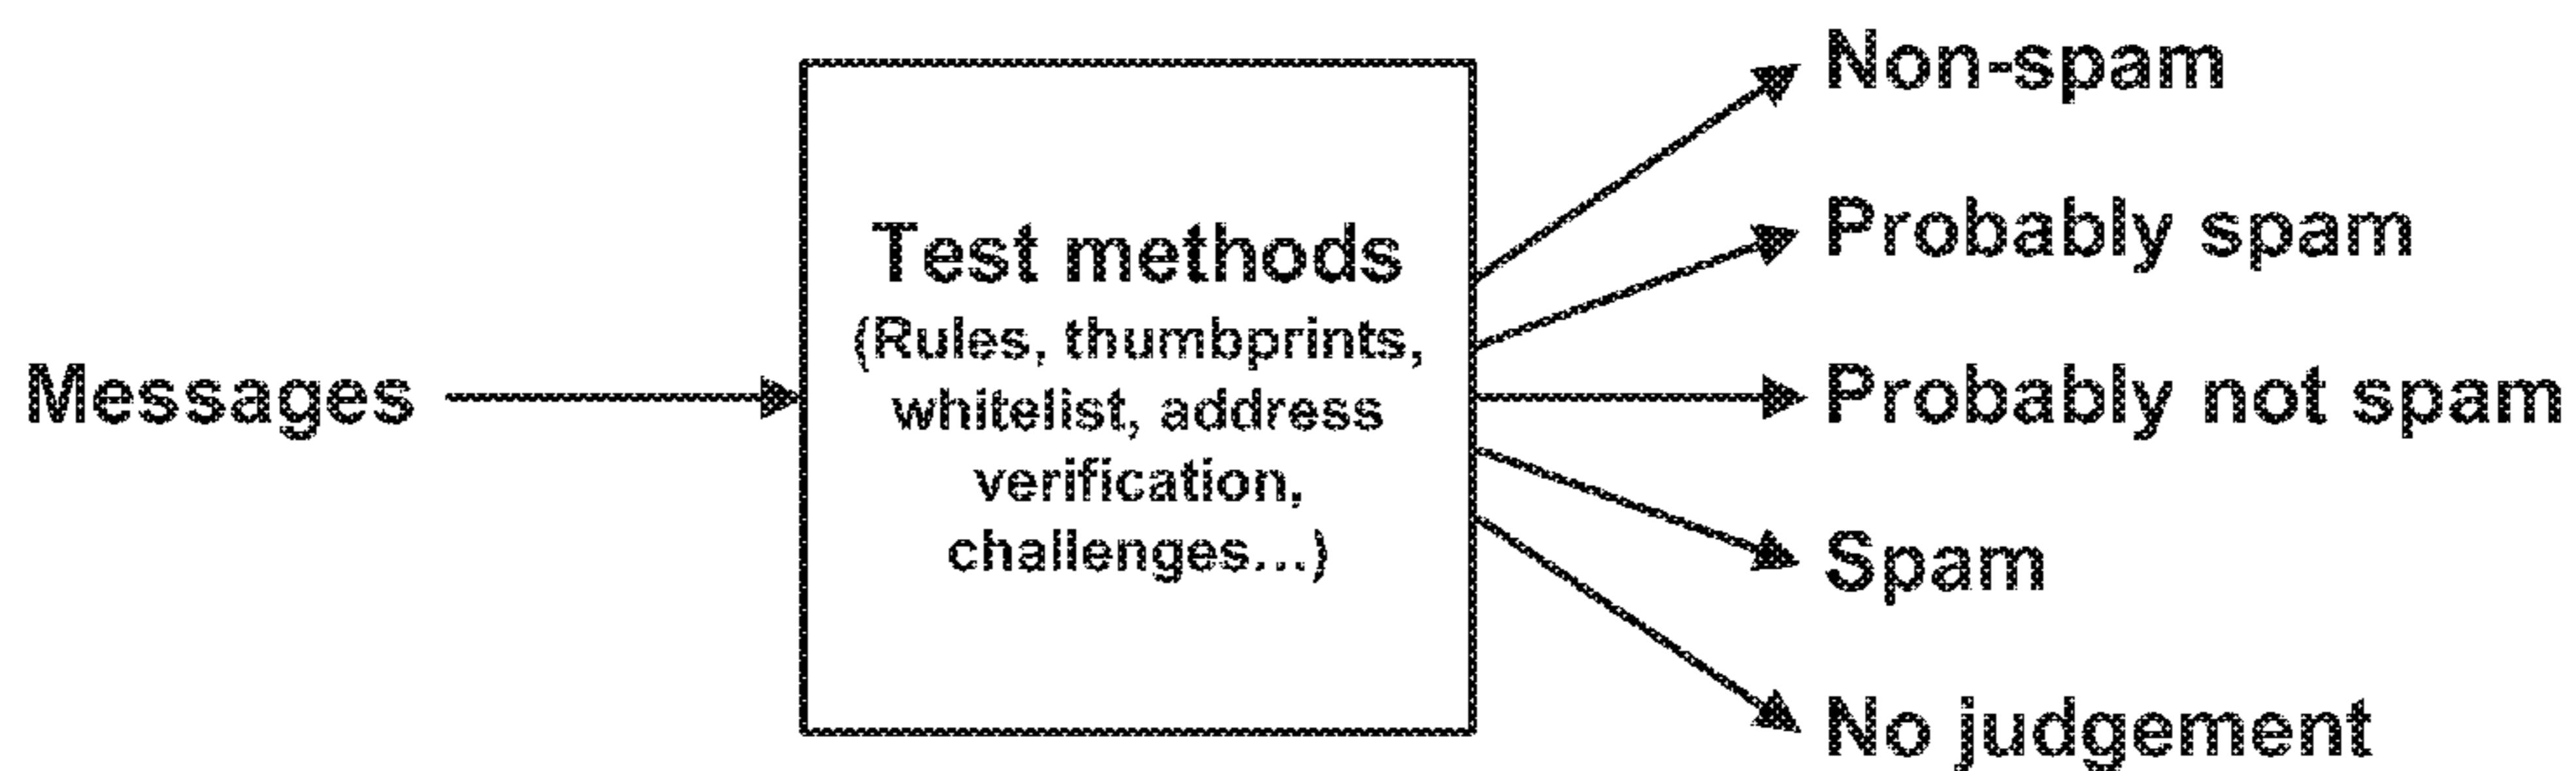 Messages
Test methods
(Rules, thumbprints,
whitelist, address
verification,
challenges...)
Non-spam
Probably spam
Probably not spam
Spam
No judgement